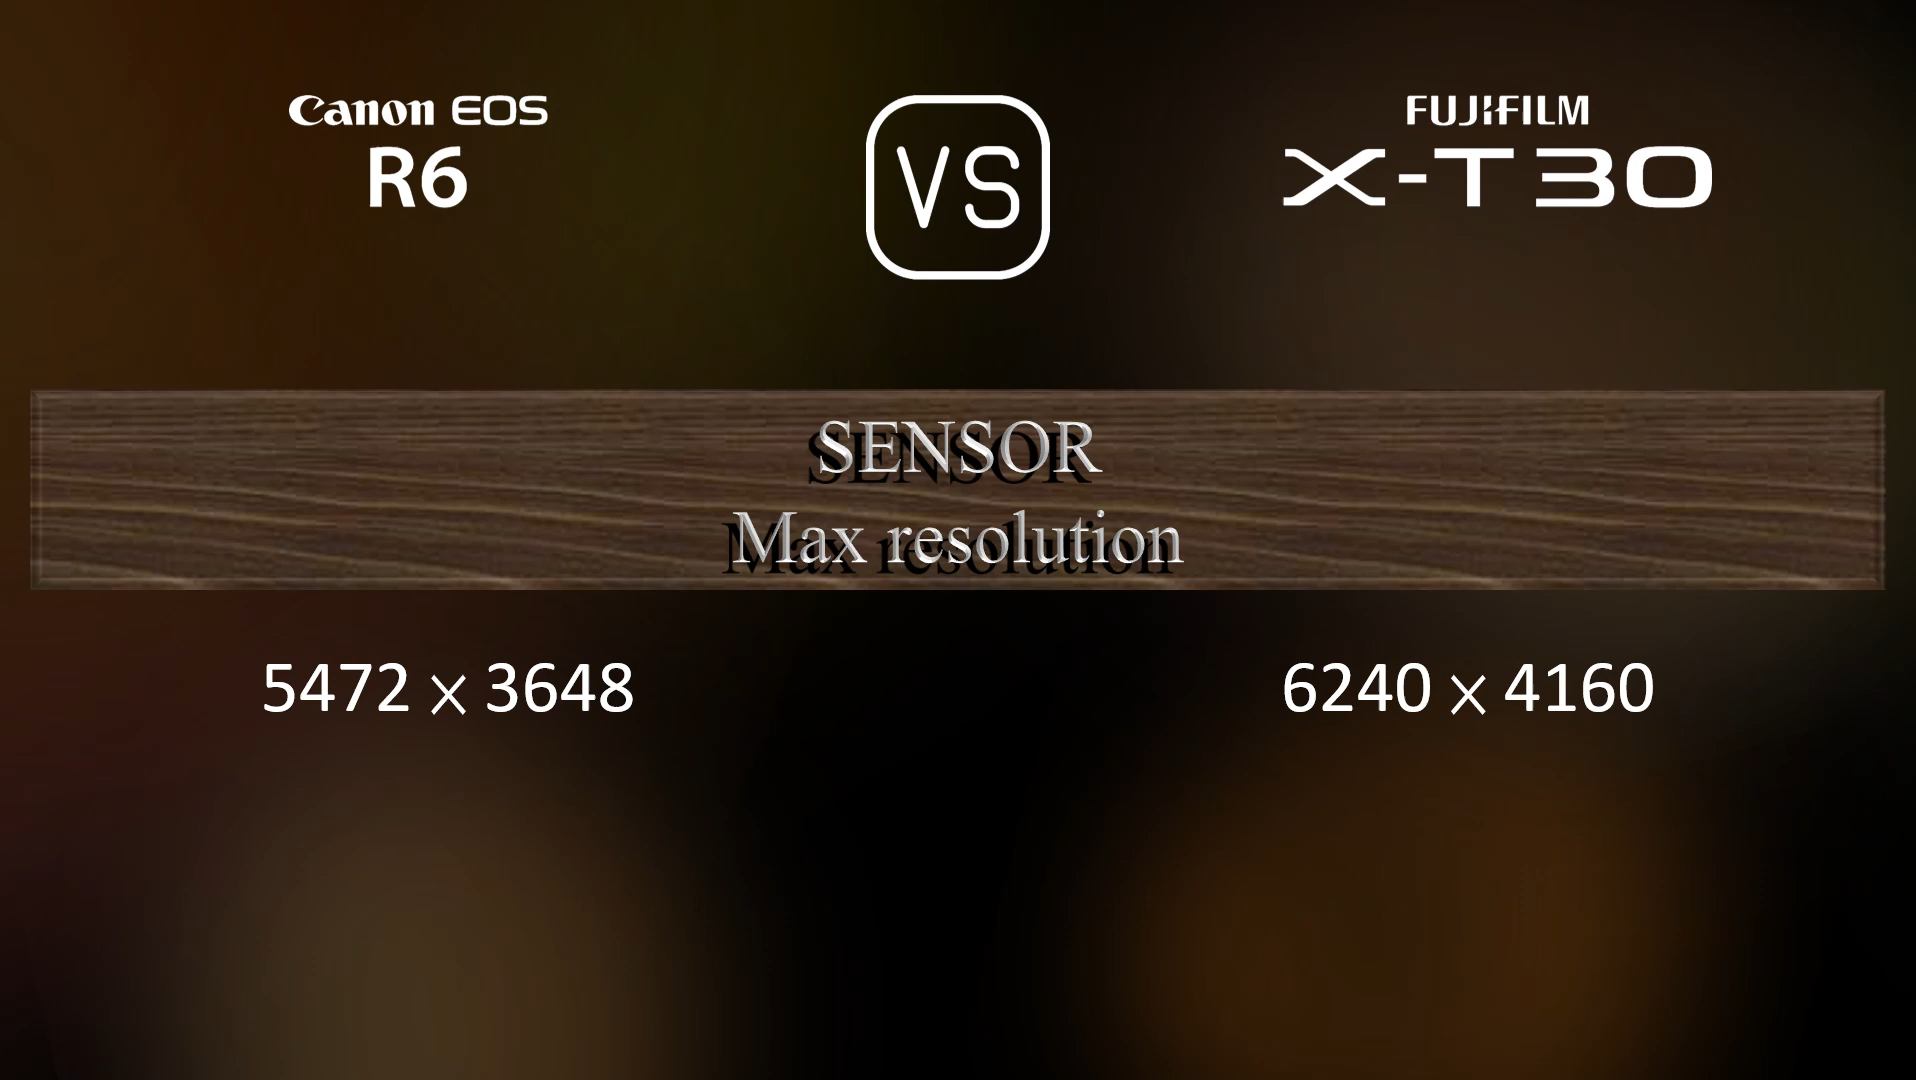 Canon EOS
R6
VS
FUJIFILM
X-T30
SENSOR
Max resolution
5472 x 3648
6240 x 4160